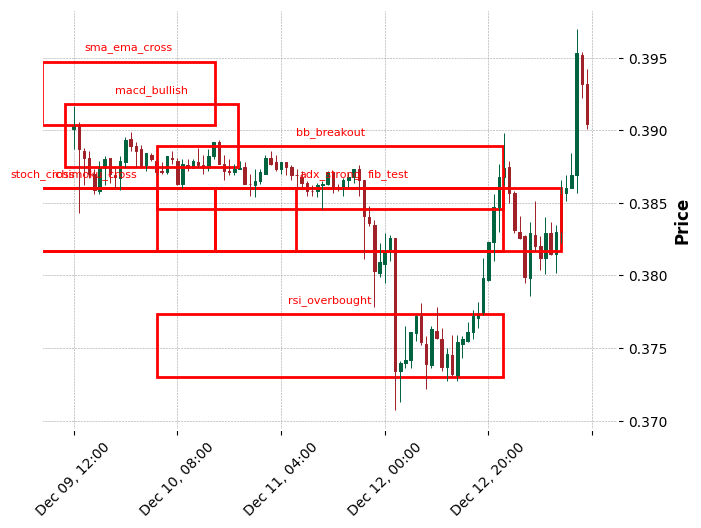 sma_ema_cross
macd_bullish
bb_breakout
adx_strong fib_test
rsi_overbought
0.395
0.390
0.385
0.380
0.375
0.370
Price
Dec 09, 12:00
Dec 10, 08:00
Dec 11, 04:00
Dec 12, 00:00
Dec 12, 20:00